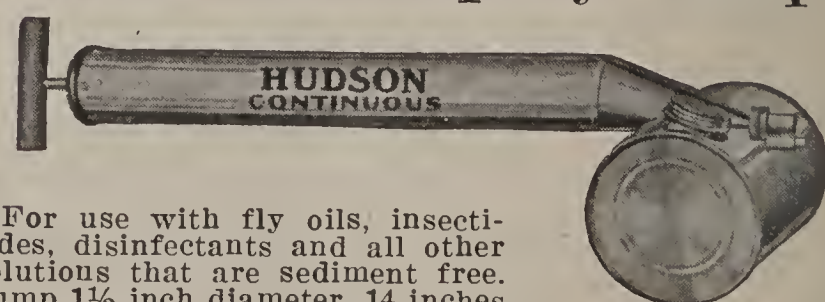 HUDSON
CONTINUOUS
For use with fly oils, insecti-
des, disinfectants and all other
lutions that are sediment free.
ump 1½ inch diameter, 14 inches